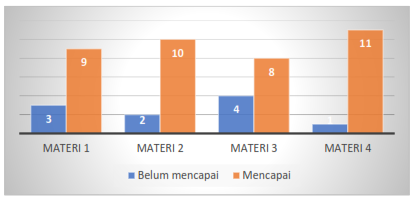 9 10 8 11
3 2 4 1
MATERI 1 MATERI 2 MATERI 3 MATERI 4
Belum mencapai Mencapai